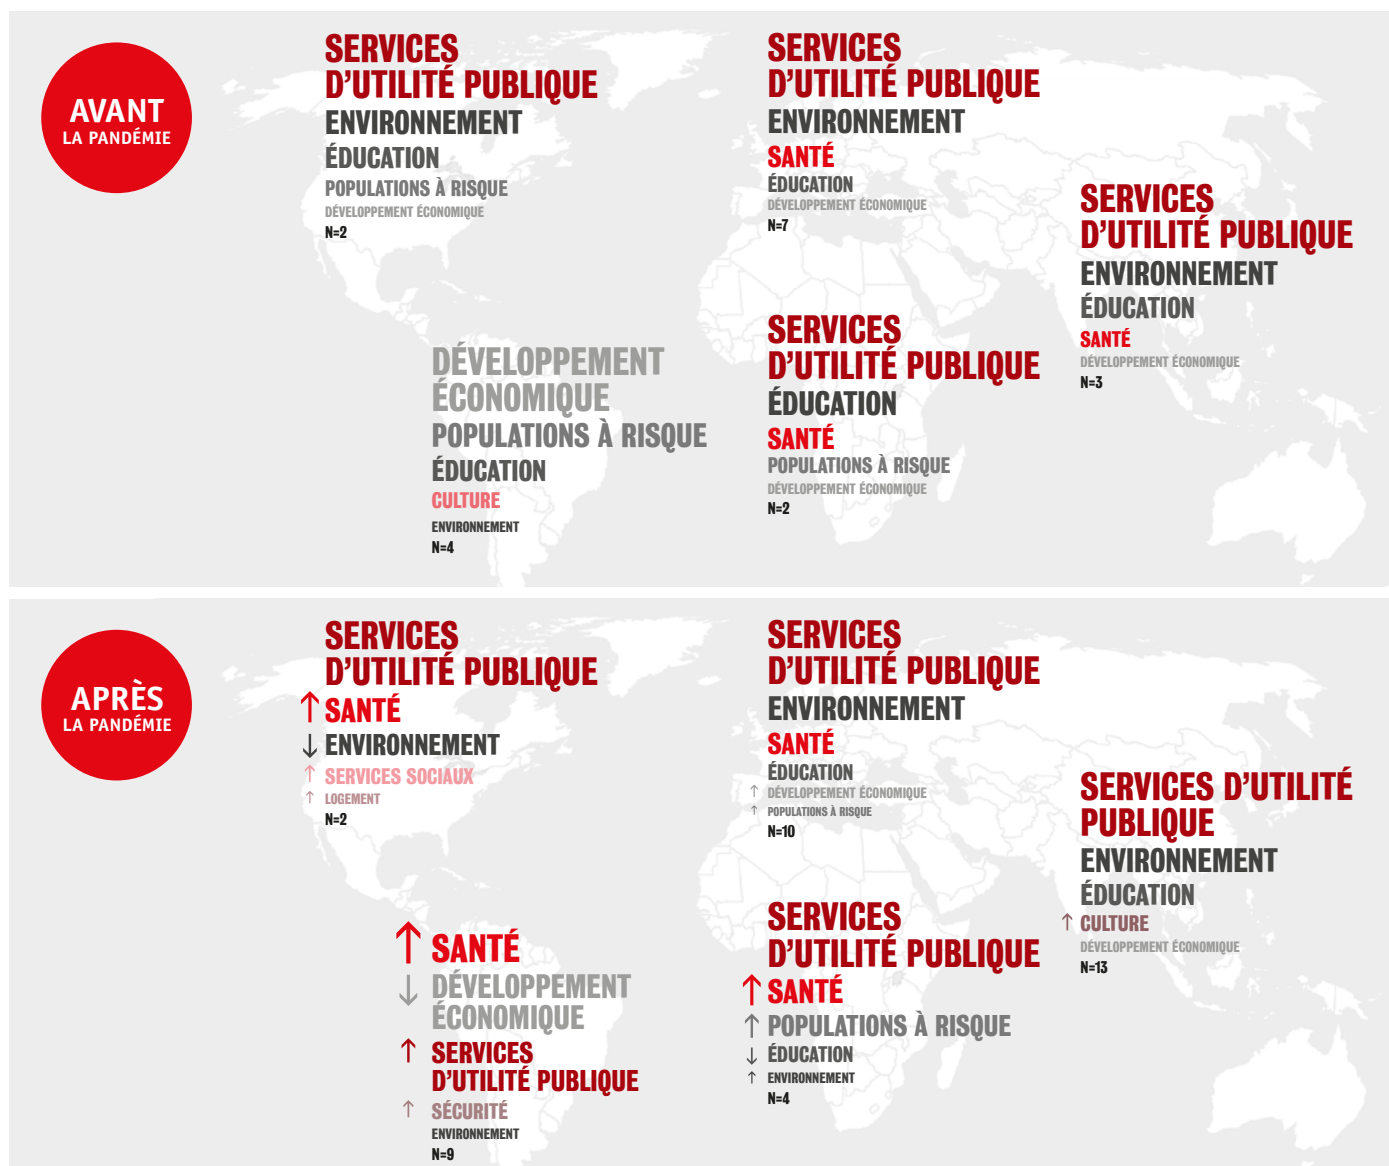 AVANT
LA PANDÉMIE
SERVICES
D’UTILITÉ PUBLIQUE
ENVIRONNEMENT
ÉDUCATION
POPULATIONS À RISQUE
DÉVELOPPEMENT ÉCONOMIQUE
N=2
SERVICES
D’UTILITÉ PUBLIQUE
ENVIRONNEMENT
SANTÉ
ÉDUCATION
DÉVELOPPEMENT ÉCONOMIQUE
N=7
SERVICES
D’UTILITÉ PUBLIQUE
ENVIRONNEMENT
ÉDUCATION
SANTÉ
DÉVELOPPEMENT ÉCONOMIQUE
N=3
DÉVELOPPEMENT
ÉCONOMIQUE
POPULATIONS À RISQUE
ÉDUCATION
CULTURE
ENVIRONNEMENT
N=4
SERVICES
D’UTILITÉ PUBLIQUE
ÉDUCATION
SANTÉ
POPULATIONS À RISQUE
DÉVELOPPEMENT ÉCONOMIQUE
N=2
APRÈS
LA PANDÉMIE
SERVICES
D’UTILITÉ PUBLIQUE
↑ SANTÉ
↓ ENVIRONNEMENT
↑ SERVICES SOCIAUX
↑ LOGEMENT
N=2
SERVICES
D’UTILITÉ PUBLIQUE
ENVIRONNEMENT
SANTÉ
ÉDUCATION
↑ DÉVELOPPEMENT ÉCONOMIQUE
↑ POPULATIONS À RISQUE
N=10
SERVICES D’UTILITÉ
PUBLIQUE
ENVIRONNEMENT
ÉDUCATION
↑ CULTURE
DÉVELOPPEMENT ÉCONOMIQUE
N=13
↑ SANTÉ
↓ DÉVELOPPEMENT
ÉCONOMIQUE
↑ SERVICES
D’UTILITÉ PUBLIQUE
↑ SÉCURITÉ
ENVIRONNEMENT
N=9
SERVICES
D’UTILITÉ PUBLIQUE
↑ SANTÉ
↑ POPULATIONS À RISQUE
↓ ÉDUCATION
↑ ENVIRONNEMENT
N=4